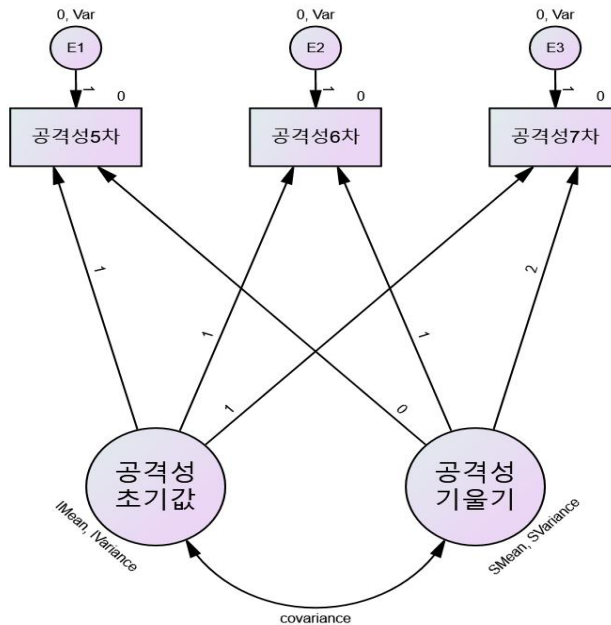 0, Var
0, Var
0, Var
E1
E2
E3
1
0
1
0
1
0
공격성5차
공격성6차
공격성7차
1
1
1
0
1
2
공격성
초기값
공격성
기울기
IMean, IVariance
SMean, SVariance
covariance